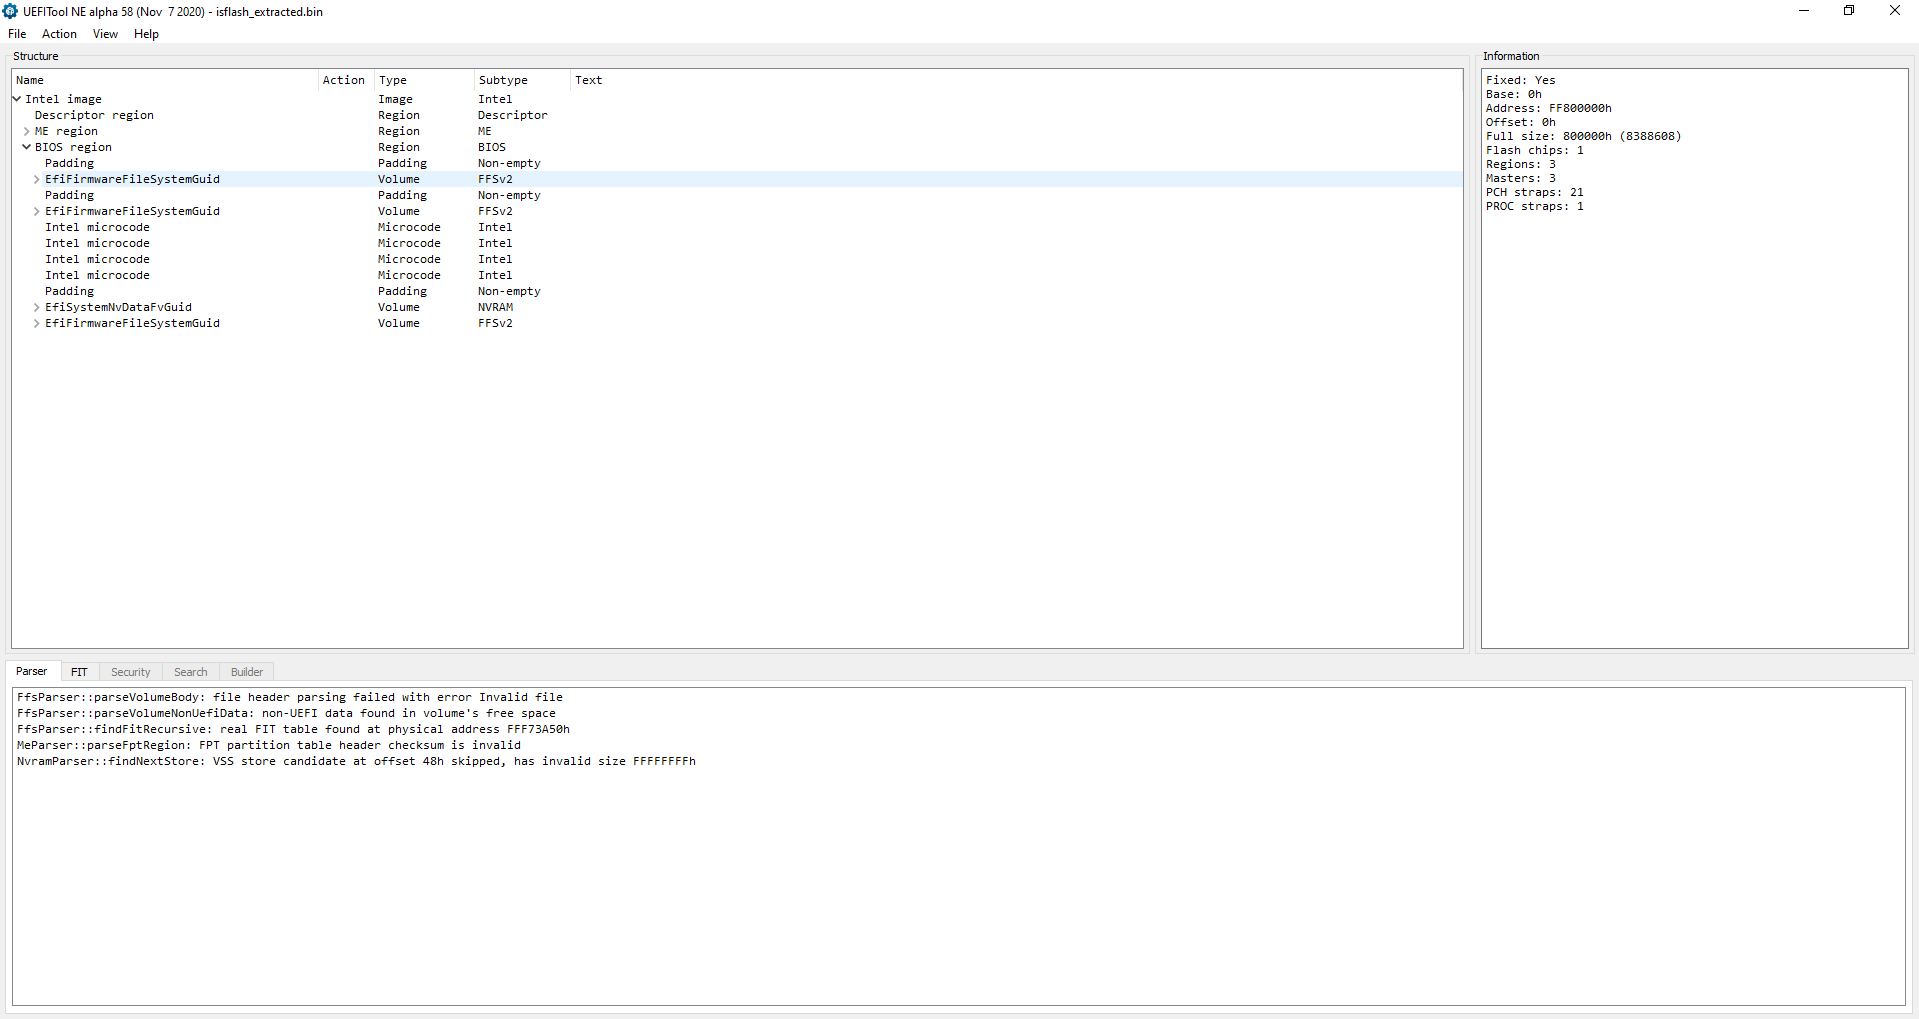 UEFITool NE alpha 58 (Nov  7 2020) - isflash_extracted.bin
File Action View Help
Structure
Name Action Type Subtype Text
Intel image Image Intel
Descriptor region Region Descriptor
ME region Region ME
BIOS region Region BIOS
Padding Padding Non-empty
EfiFirmwareFileSystemGuid Volume FFSv2
Padding Padding Non-empty
EfiFirmwareFileSystemGuid Volume FFSv2
Intel microcode Microcode Intel
Intel microcode Microcode Intel
Intel microcode Microcode Intel
Intel microcode Microcode Intel
Padding Padding Non-empty
EfiSystemNvDataFvGuid Volume NVRAM
EfiFirmwareFileSystemGuid Volume FFSv2
Information
Fixed: Yes
Base: 0h
Address: FF800000h
Offset: 0h
Full size: 800000h (8388608)
Flash chips: 1
Regions: 3
Masters: 3
PCH straps: 21
PROC straps: 1
Parser FIT Security Search Builder
FfsParser::parseVolumeBody: file header parsing failed with error Invalid file
FfsParser::parseVolumeNonUefiData: non-UEFI data found in volume's free space
FfsParser::findFitRecursive: real FIT table found at physical address FFF73A50h
MeParser::parseFptRegion: FPT partition table header checksum is invalid
NvramParser::findNextStore: VSS store candidate at offset 48h skipped, has invalid size FFFFFFFFh